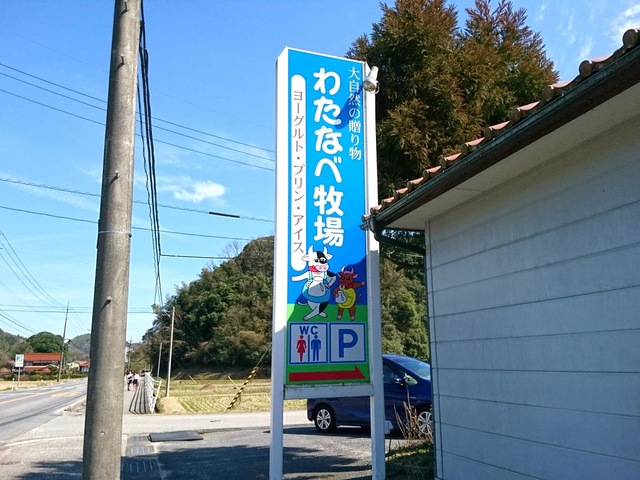 大自然の贈り物
わたなべ牧場
ヨーグルト・プリン・アイス
WC
P